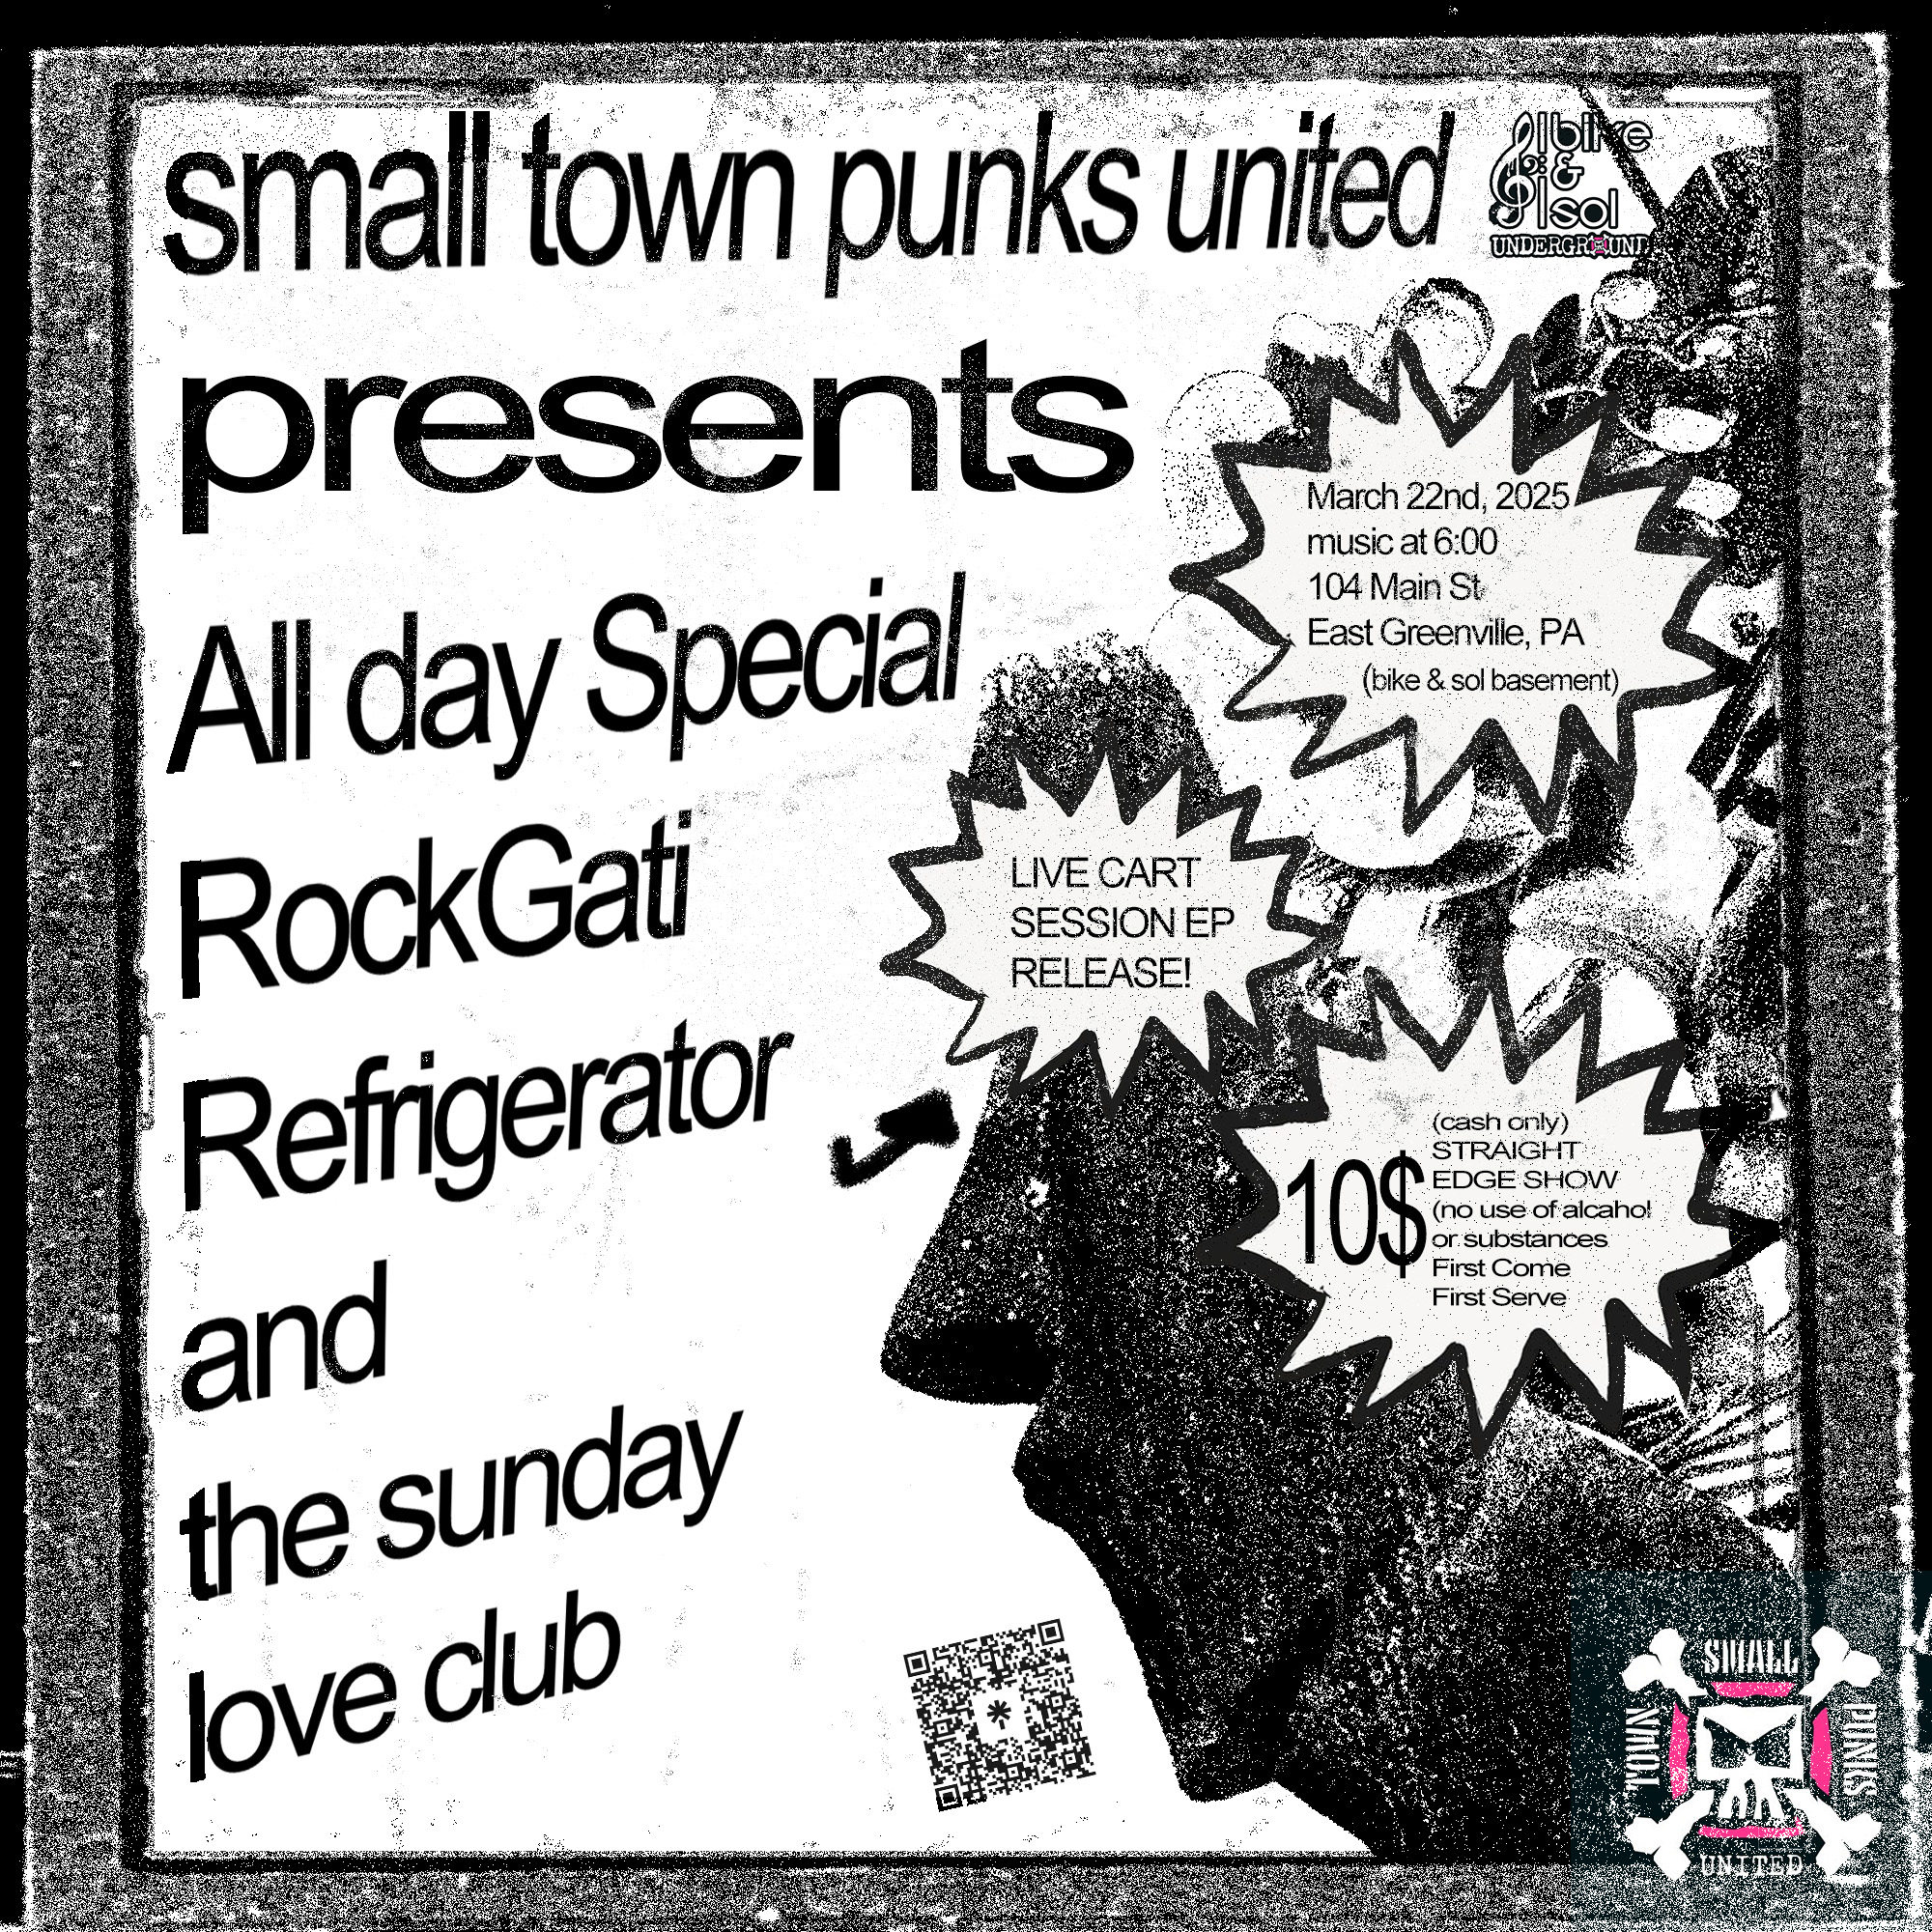 small town punks united
bike
&
sol
UNDERGROUND
presents
March 22nd, 2025
music at 6:00
104 Main St
East Greenville, PA
(bike & sol basement)
All day Special
RockGati
LIVE CART
SESSION EP
RELEASE!
Refrigerator
10$
(cash only)
STRAIGHT
EDGE SHOW
(no use of alcahol
or substances
First Come
First Serve
and
the sunday
love club
SMALL
TOWN
PUNKS
UNITED